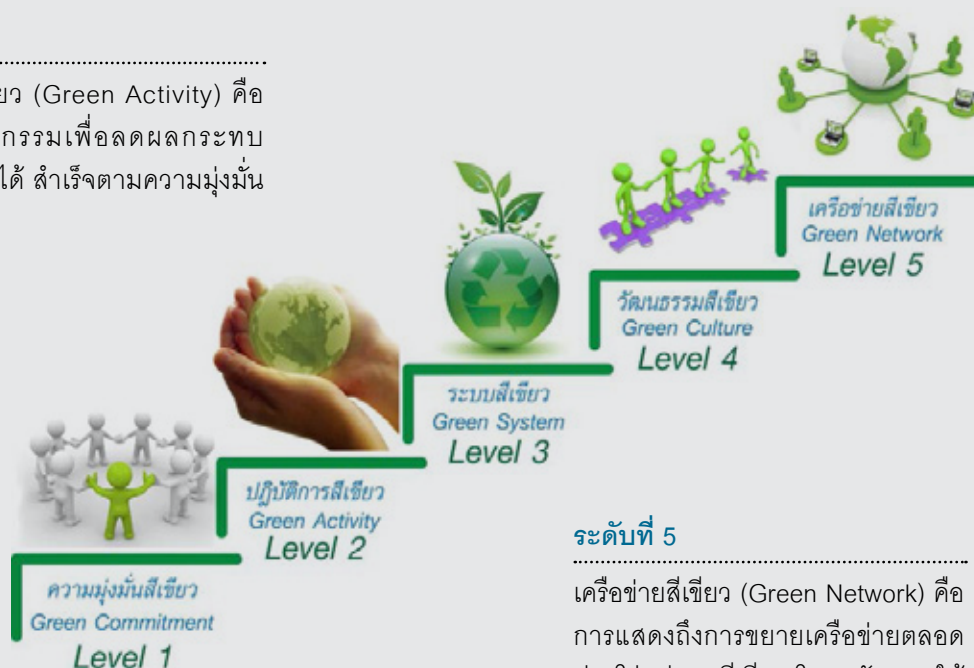 (Green Activity) คือ
กรรมเพื่อลดผลกระทบ
ได้ สำเร็จตามความมุ่งมั่น
เครือข่ายสีเขียว
Green Network
Level 5
วัฒนธรรมสีเขียว
Green Culture
Level 4
ระบบสีเขียว
Green System
Level 3
ปฏิบัติการสีเขียว
Green Activity
Level 2
ความมุ่งมั่นสีเขียว
Green Commitment
Level 1
ระดับที่ 5
เครือข่ายสีเขียว (Green Network) คือ
การแสดงถึงการขยายเครือข่ายตลอด